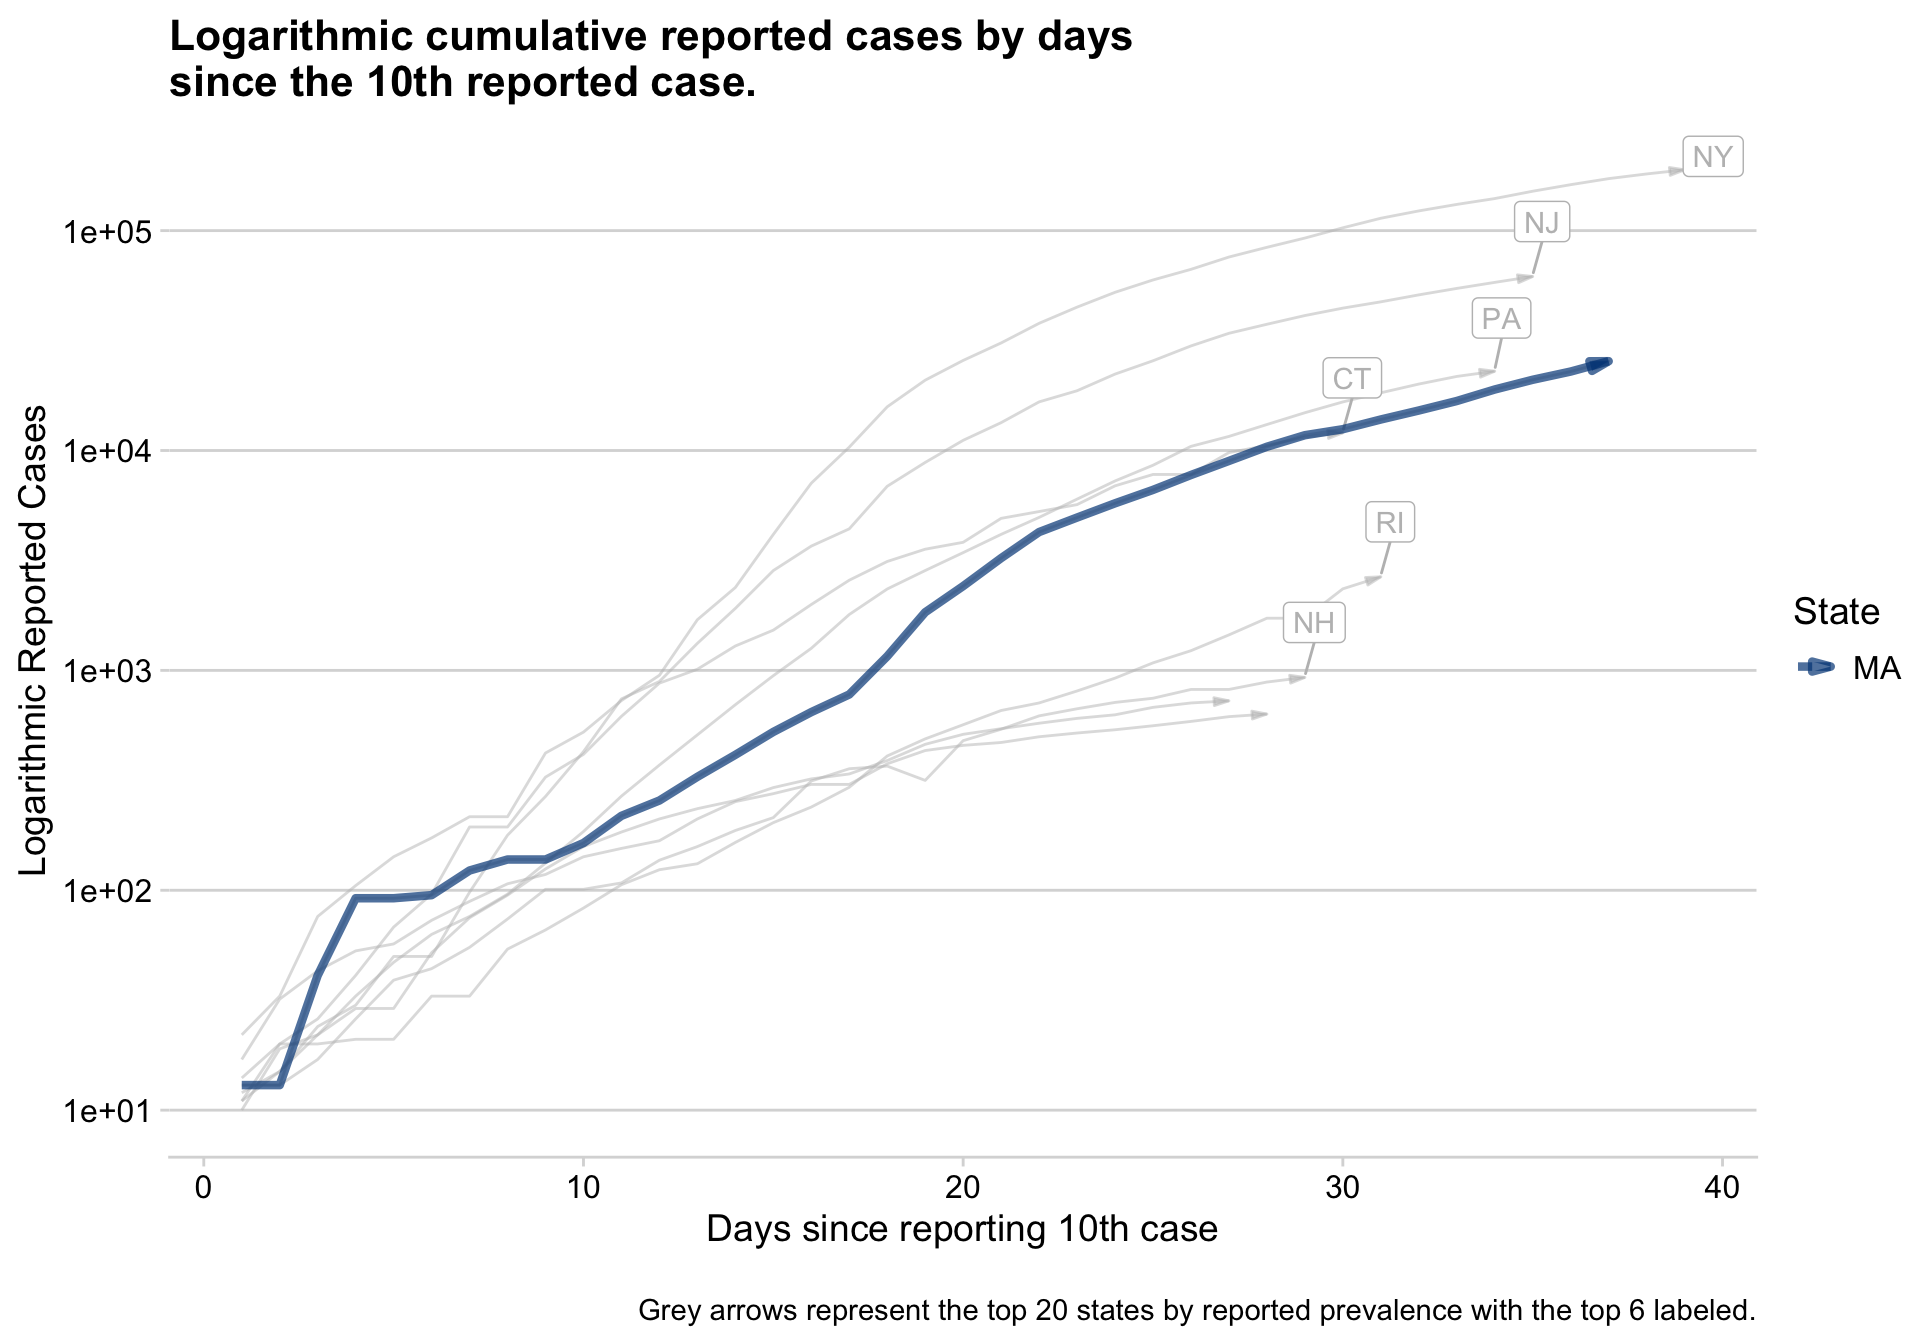 Logarithmic cumulative reported cases by days
since the 10th reported case.
NY
1e+05
NJ
PA
CT
1e+04
RI
NH
1e+03
1e+02
1e+01
Logarithmic Reported Cases
State
MA
0 10 20 30 40
Days since reporting 10th case
Grey arrows represent the top 20 states by reported prevalence with the top 6 labeled.